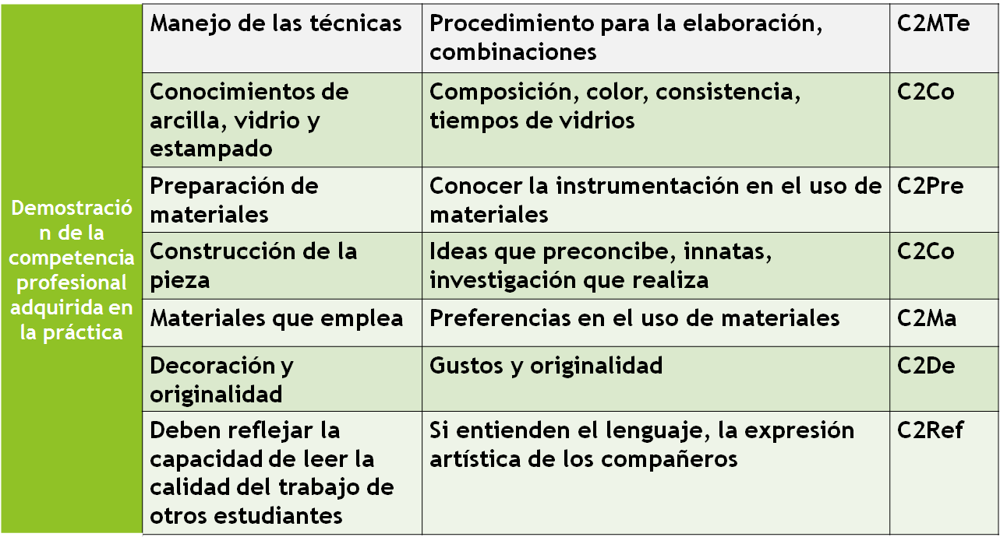 Demostració
n de la
competencia
profesional
adquirida en
la práctica
Manejo de las técnicas
Procedimiento para la elaboración,
combinaciones
C2MTe
Conocimientos de
arcilla, vidrio y
estampado
Composición, color, consistencia,
tiempos de vidrios
C2Co
Preparación de
materiales
Conocer la instrumentación en el uso de
materiales
C2Pre
Construcción de la
pieza
Ideas que preconcibe, innatas,
investigación que realiza
C2Co
Materiales que emplea
Preferencias en el uso de materiales
C2Ma
Decoración y
originalidad
Gustos y originalidad
C2De
Deben reflejar la
capacidad de leer la
calidad del trabajo de
otros estudiantes
Si entienden el lenguaje, la expresión
artística de los compañeros
C2Ref